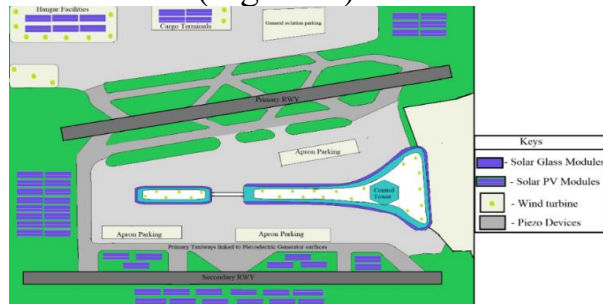 Hangar Facilities
Cargo Terminals
General aviation parking
Primary RWY
Apron Parking
Control
Tower
Apron Parking
Apron Parking
Primary Taxiways linked to Piezoelectric Generator surfaces
Secondary RWY
Keys
- Solar Glass Modules
- Solar PV Modules
- Wind turbine
- Piezo Devices